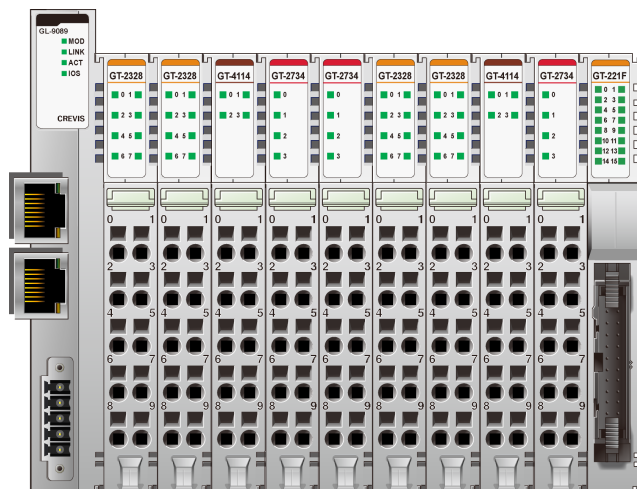 GL-9089
MOD
LINK
ACT
IOS
CREVIS
GT-2328 GT-2328 GT-4114 GT-2734 GT-2734 GT-2328 GT-2328 GT-4114 GT-2734 GT-221F
0 1 0 1 0 1 0 0 0 1 0 1 0 1 0 0 1
2 3 2 3 2 3 1 1 2 3 2 3 2 3 1 2 3
4 5 4 5 2 2 4 5 4 5 2 4 5
6 7 6 7 3 3 6 7 6 7 3 6 7
8 9
10 11
12 13
14 15
0 1 0 1 0 1 0 1 0 1 0 1 0 1 0 1 0 1
2 3 2 3 2 3 2 3 2 3 2 3 2 3 2 3 2 3
4 5 4 5 4 5 4 5 4 5 4 5 4 5 4 5 4 5
6 7 6 7 6 7 6 7 6 7 6 7 6 7 6 7 6 7
8 9 8 9 8 9 8 9 8 9 8 9 8 9 8 9 8 9